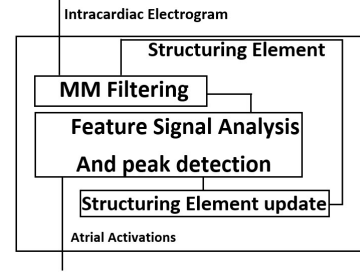 Intracardiac Electrogram
Structuring Element
MM Filtering
Feature Signal Analysis
And peak detection
Structuring Element update
Atrial Activations